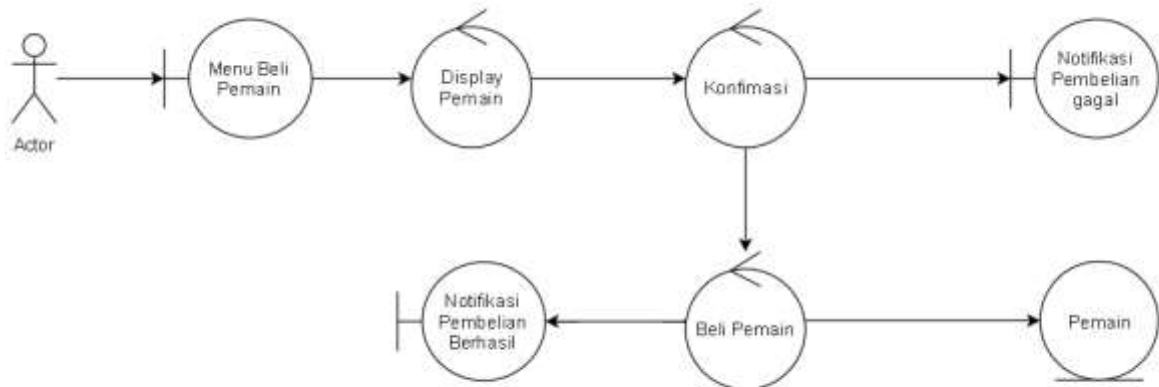 Actor
Menu Beli
Pemain
Display
Pemain
Konfimasi
Notifikasi
Pembelian
gagal
Notifikasi
Pembelian
Berhasil
Beli Pemain
Pemain